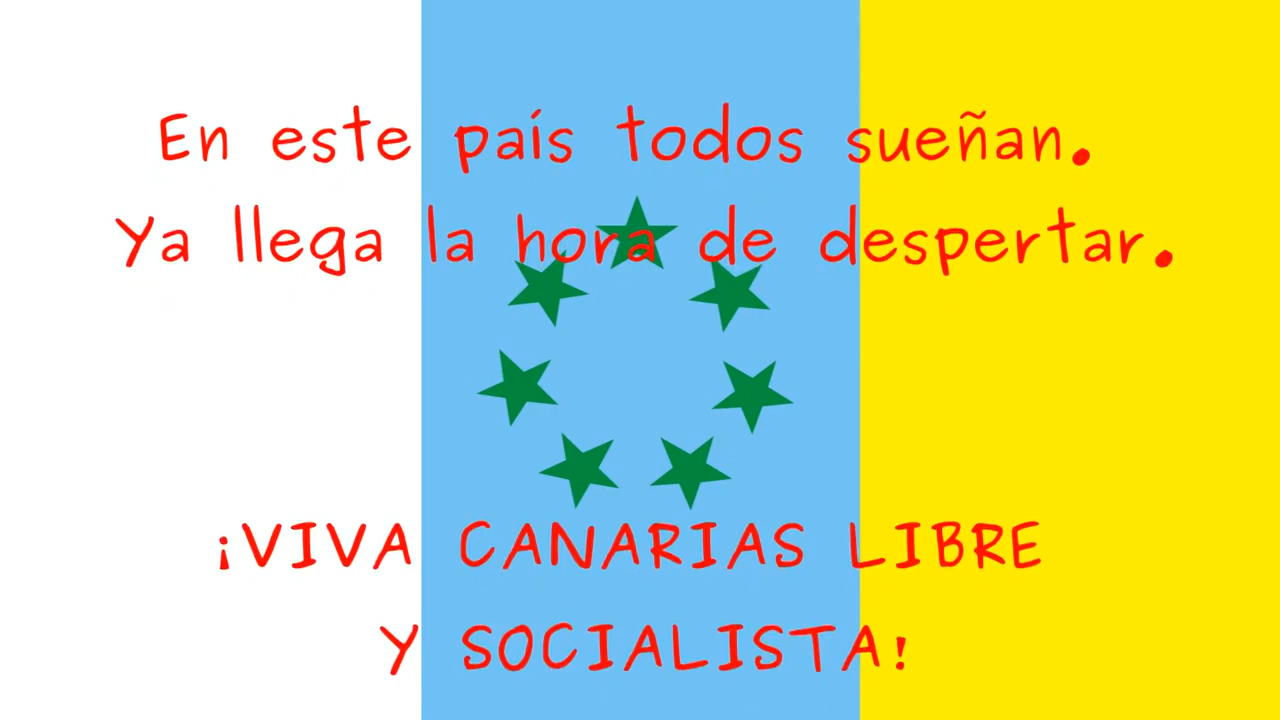 En este país todos sueñan.
Ya llega la hora de despertar.
¡VIVA CANARIAS LIBRE
Y SOCIALISTA!